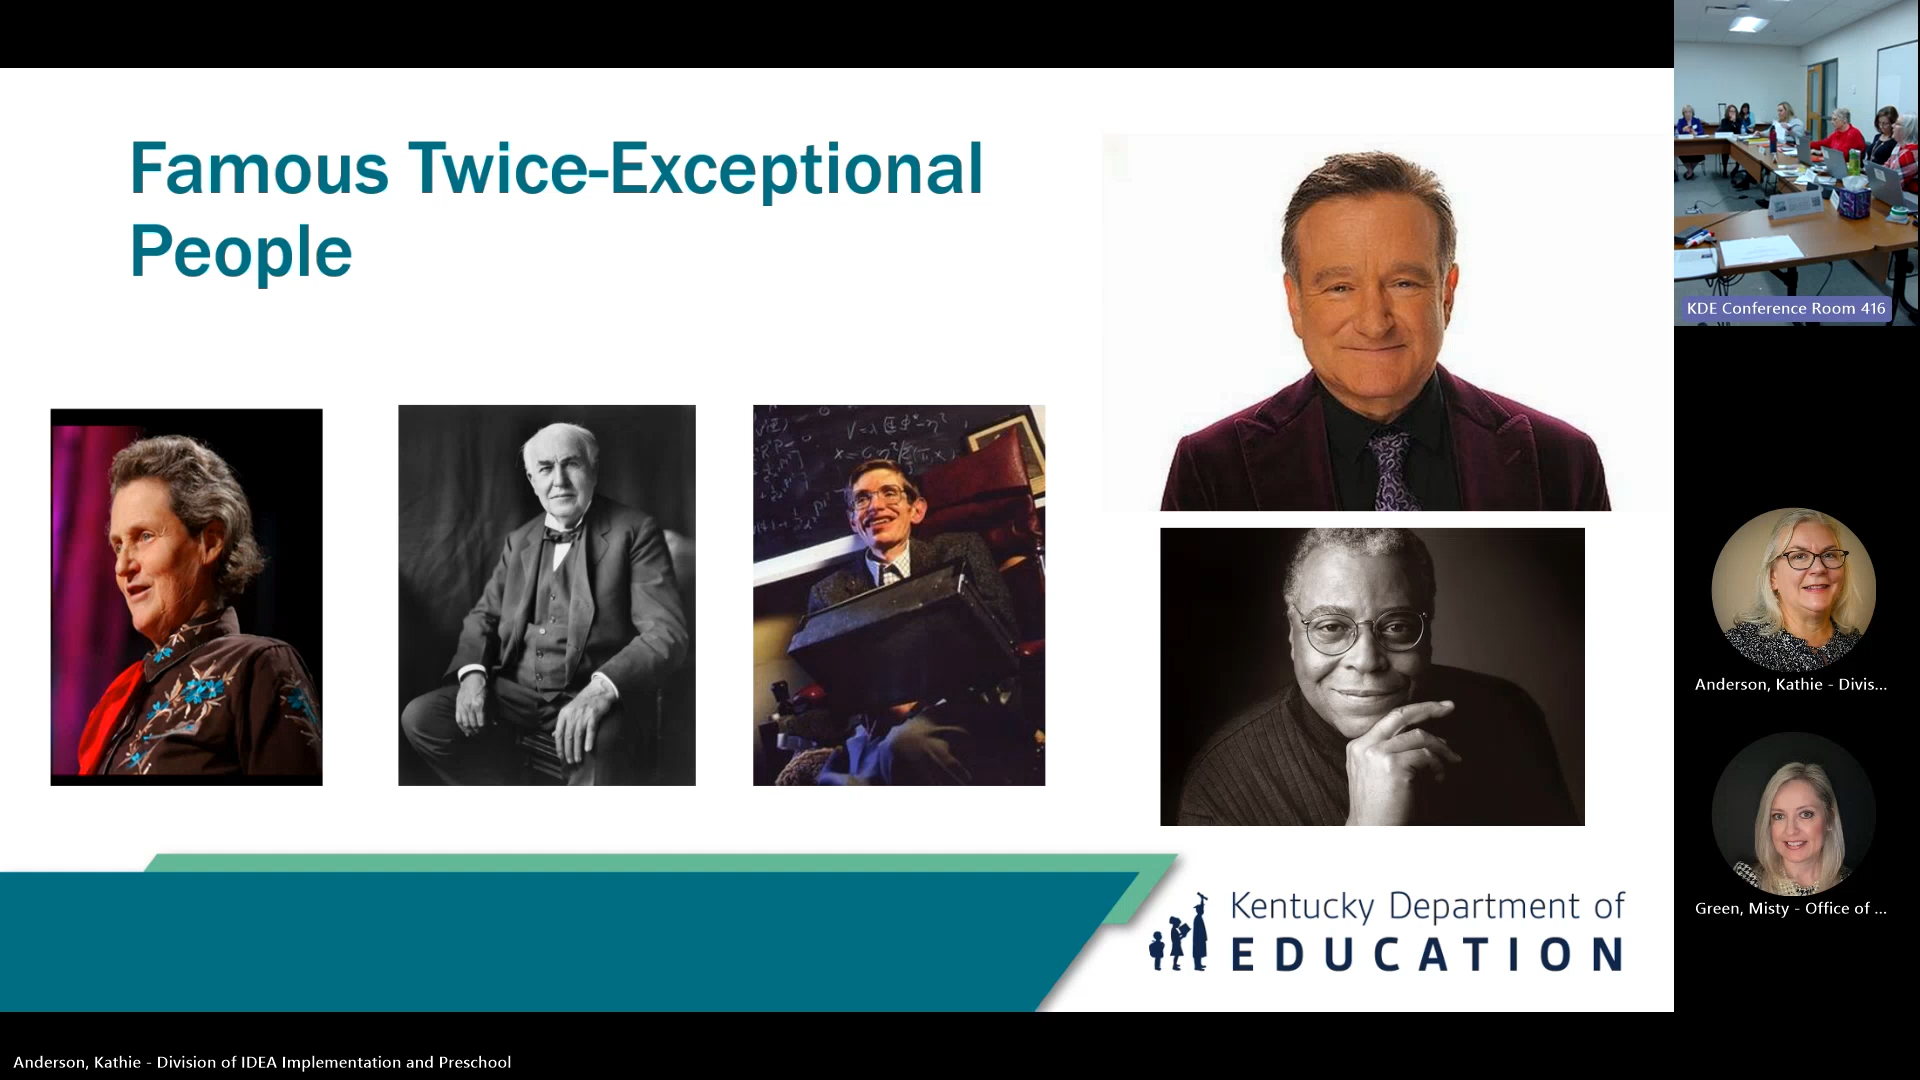 Famous Twice-Exceptional
People
KDE Conference Room 416
Anderson, Kathie - Divis...
Green, Misty - Office of ...
Kentucky Department of
EDUCATION
Anderson, Kathie - Division of IDEA Implementation and Preschool